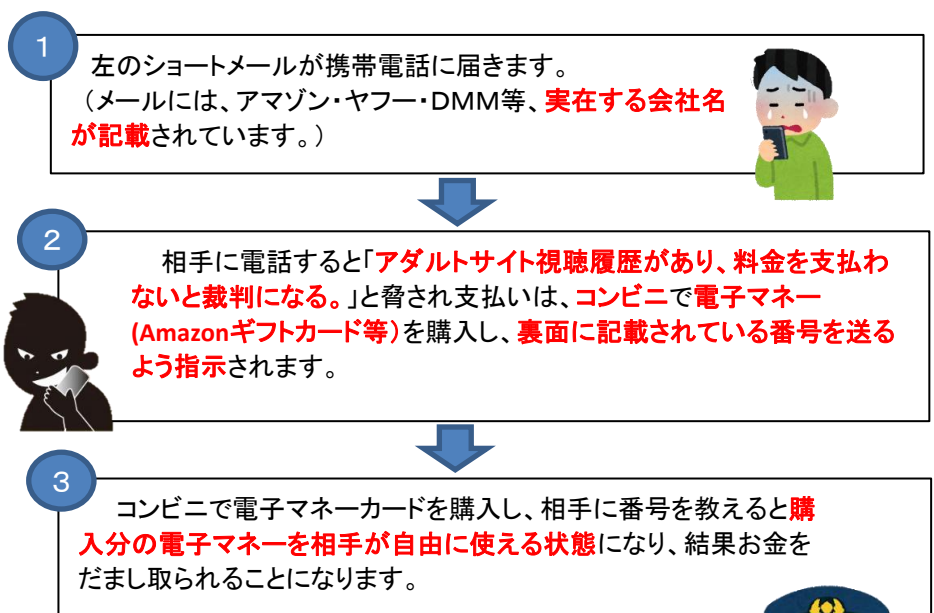 1
左のショートメールが携帯電話に届きます。
（メールには、アマゾン・ヤフー・DMM等、実在する会社名
が記載されています。）
2
相手に電話すると「アダルトサイト視聴履歴があり、料金を支払わ
ないと裁判になる。」と脅され支払いは、コンビニで電子マネー
(Amazonギフトカード等）を購入し、裏面に記載されている番号を送る
よう指示されます。
3
コンビニで電子マネーカードを購入し、相手に番号を教えると購
入分の電子マネーを相手が自由に使える状態になり、結果お金を
だまし取られることになります。